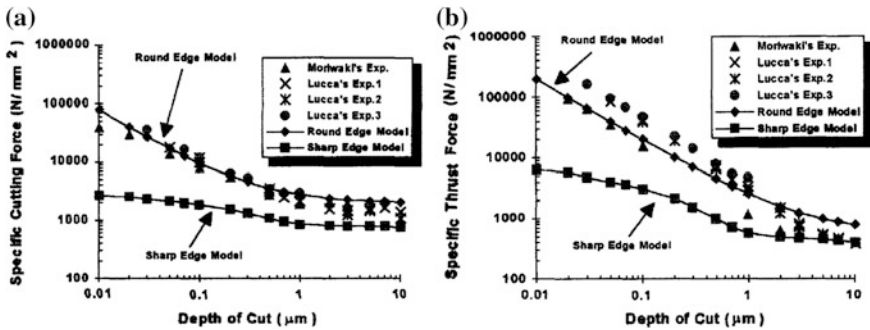 (a)
Specific Cutting Force (N/mm²)
1000000
100000
10000
1000
100
0.01
0.1
1
10
Depth of Cut (μm)
Round Edge Model
Sharp Edge Model
Moriwaki's Exp.
Lucca's Exp.1
Lucca's Exp.2
Lucca's Exp.3
Round Edge Model
Sharp Edge Model
(b)
Specific Thrust Force (N/mm2)
1000000
100000
10000
1000
100
0.01
0.1
1
10
Depth of Cut (μm)
Round Edge Model
Sharp Edge Model
Moriwaki's Exp.
Lucca's Exp.1
Lucca's Exp.2
Lucca's Exp.3
Round Edge Model
Sharp Edge Model